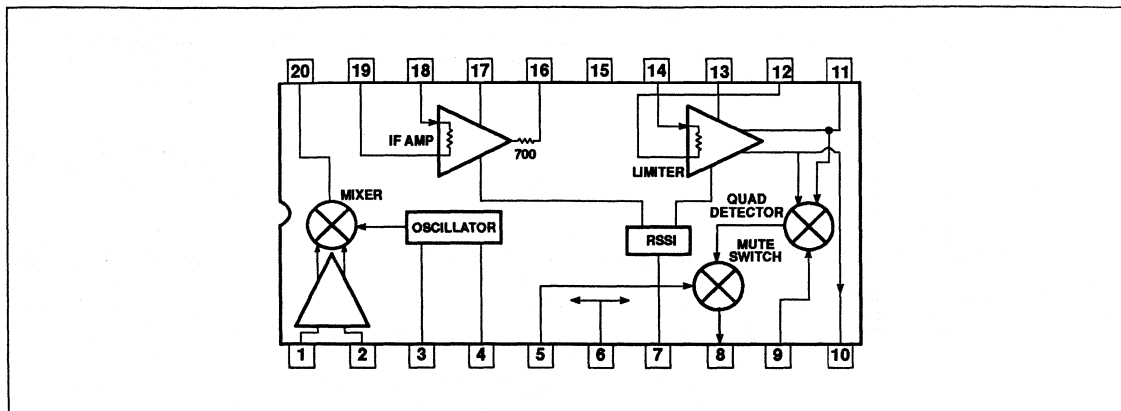 20 19 18 17 16 15 14 13 12 11
IF AMP
700
LIMITER
MIXER
QUAD
DETECTOR
OSCILLATOR
RSSI
MUTE
SWITCH
1 2 3 4 5 6 7 8 9 10